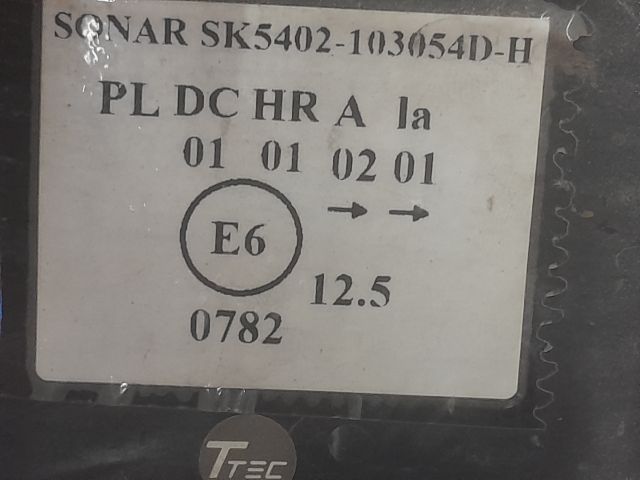 SONAR SK5402-103054D-H
PL DC HR A Ia
01 01 02 01
→ →
E6
12.5
0782
TTEC